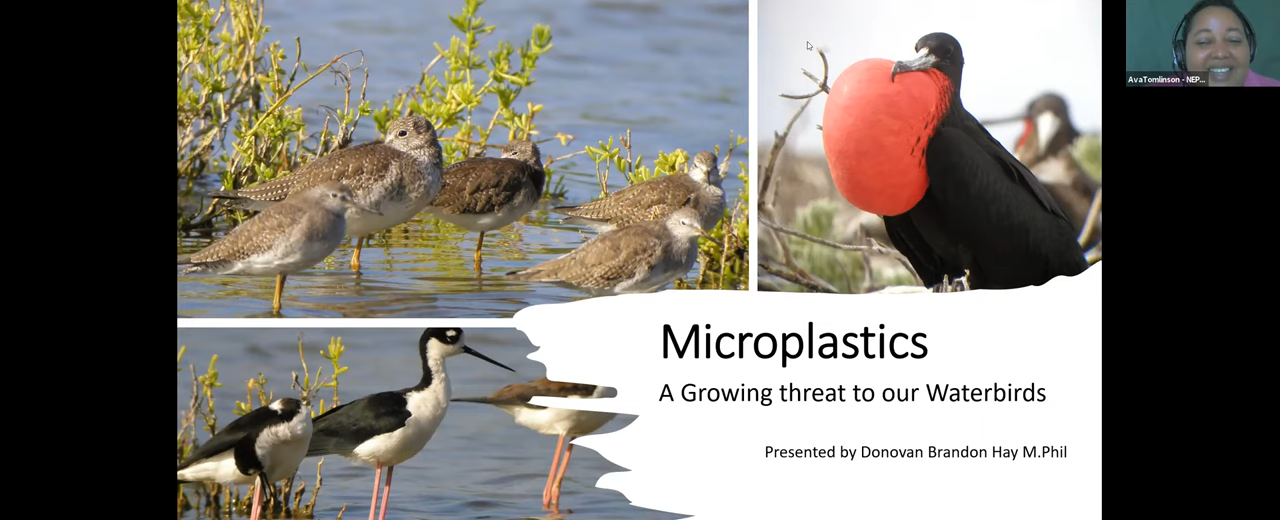 AvaTomlinson - NEP...
Microplastics
A Growing threat to our Waterbirds
Presented by Donovan Brandon Hay M.Phil